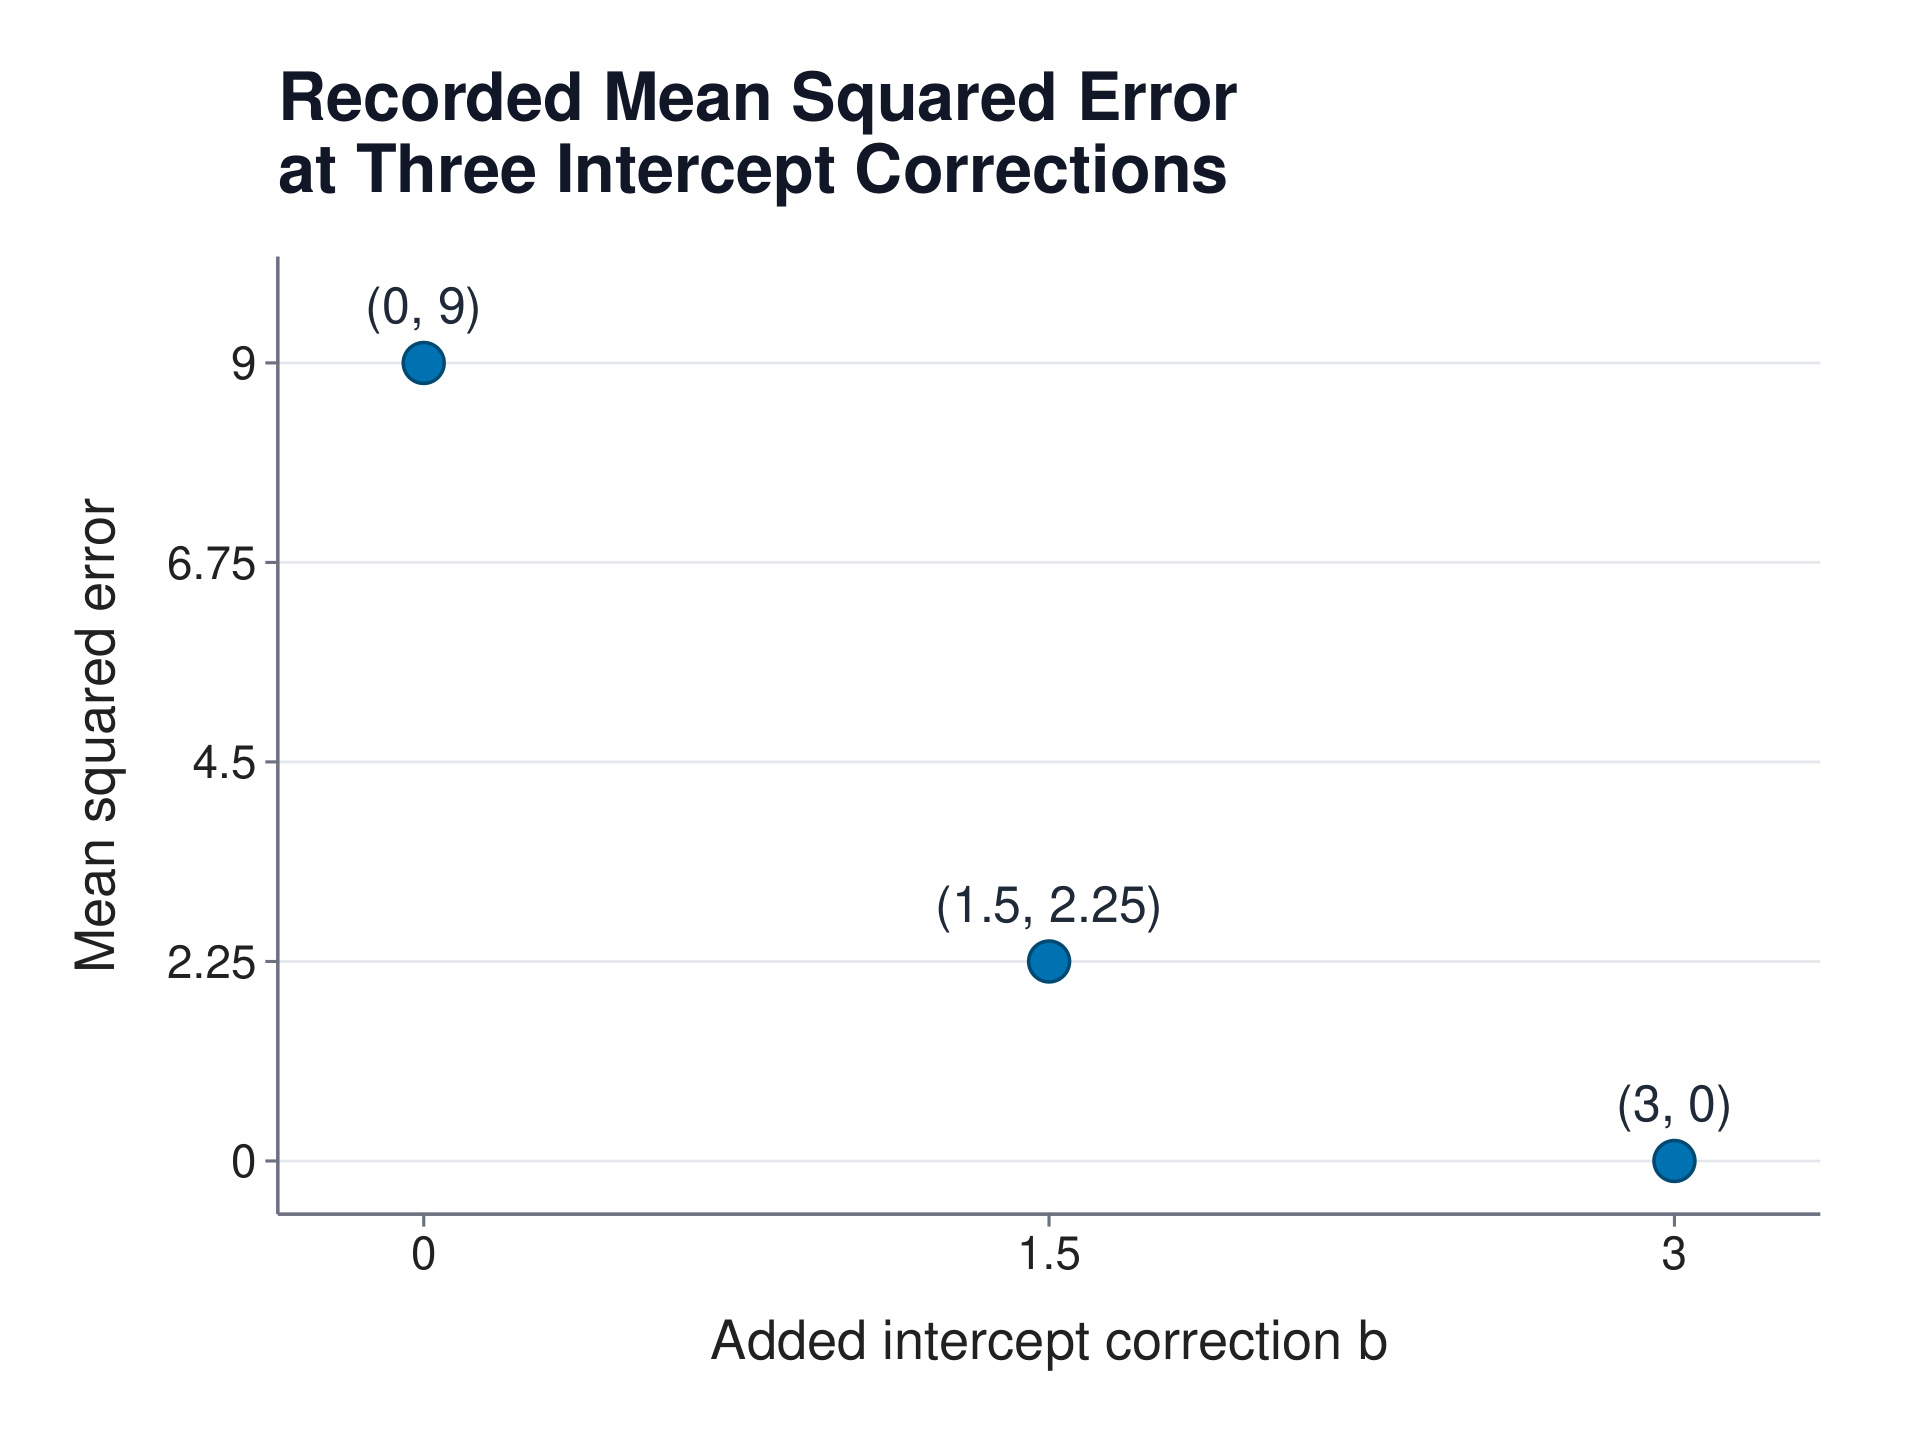 Recorded Mean Squared Error
at Three Intercept Corrections
(0, 9)
9
6.75
4.5
(1.5, 2.25)
2.25
(3, 0)
0
Mean squared error
0
1.5
3
Added intercept correction b